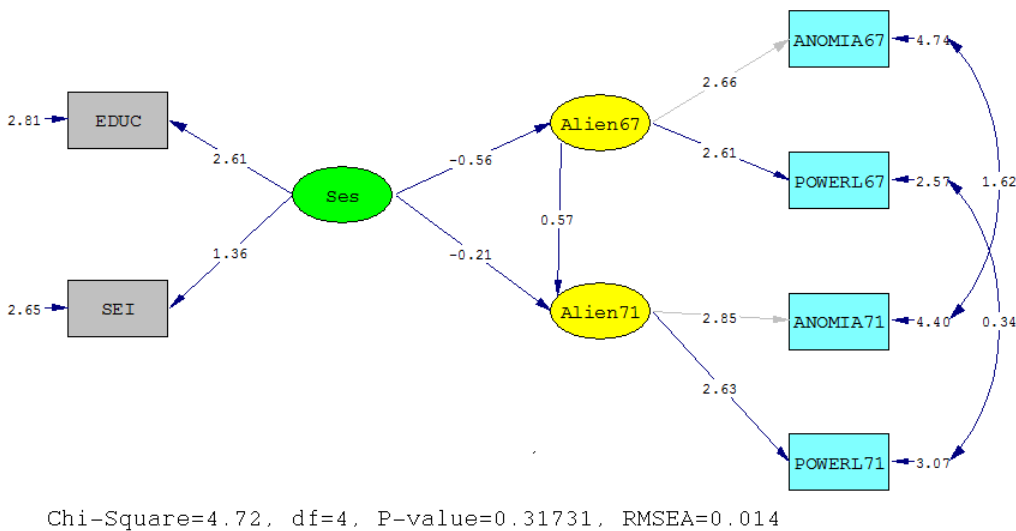 ANOMIA67
4.74
2.66
2.81
EDUC
Alien67
2.61
-0.56
2.61
POWERL67
2.57
1.62
Ses
0.57
1.36
-0.21
2.65
SEI
Alien71
2.85
ANOMIA71
4.40
0.34
2.63
POWERL71
3.07
Chi-Square=4.72, df=4, P-value=0.31731, RMSEA=0.014